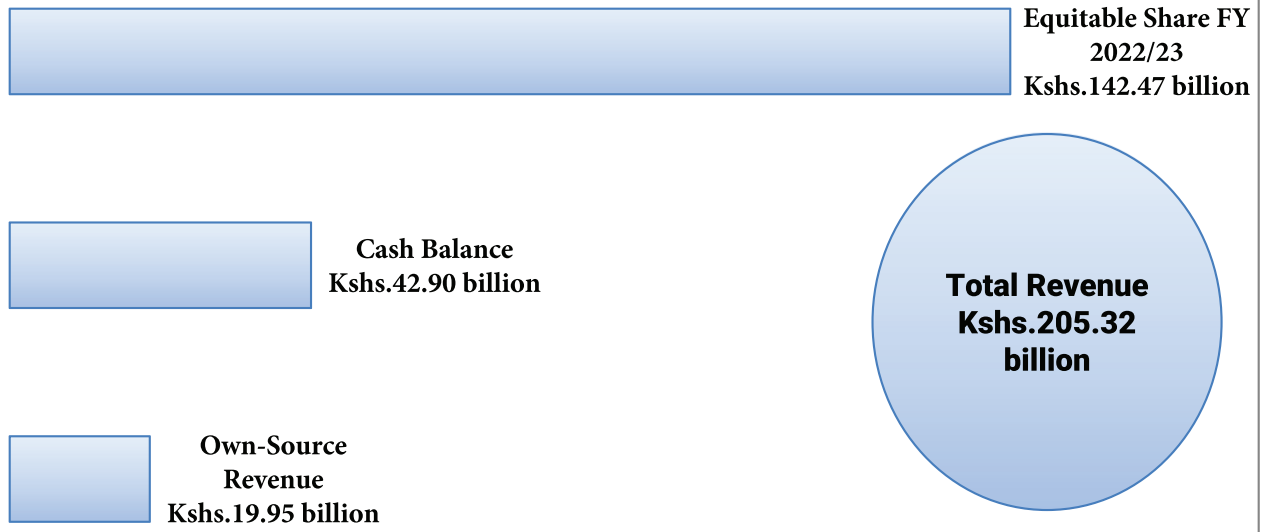 Equitable Share FY
2022/23
Kshs.142.47 billion
Cash Balance
Kshs.42.90 billion
Total Revenue
Kshs.205.32
billion
Own-Source
Revenue
Kshs.19.95 billion